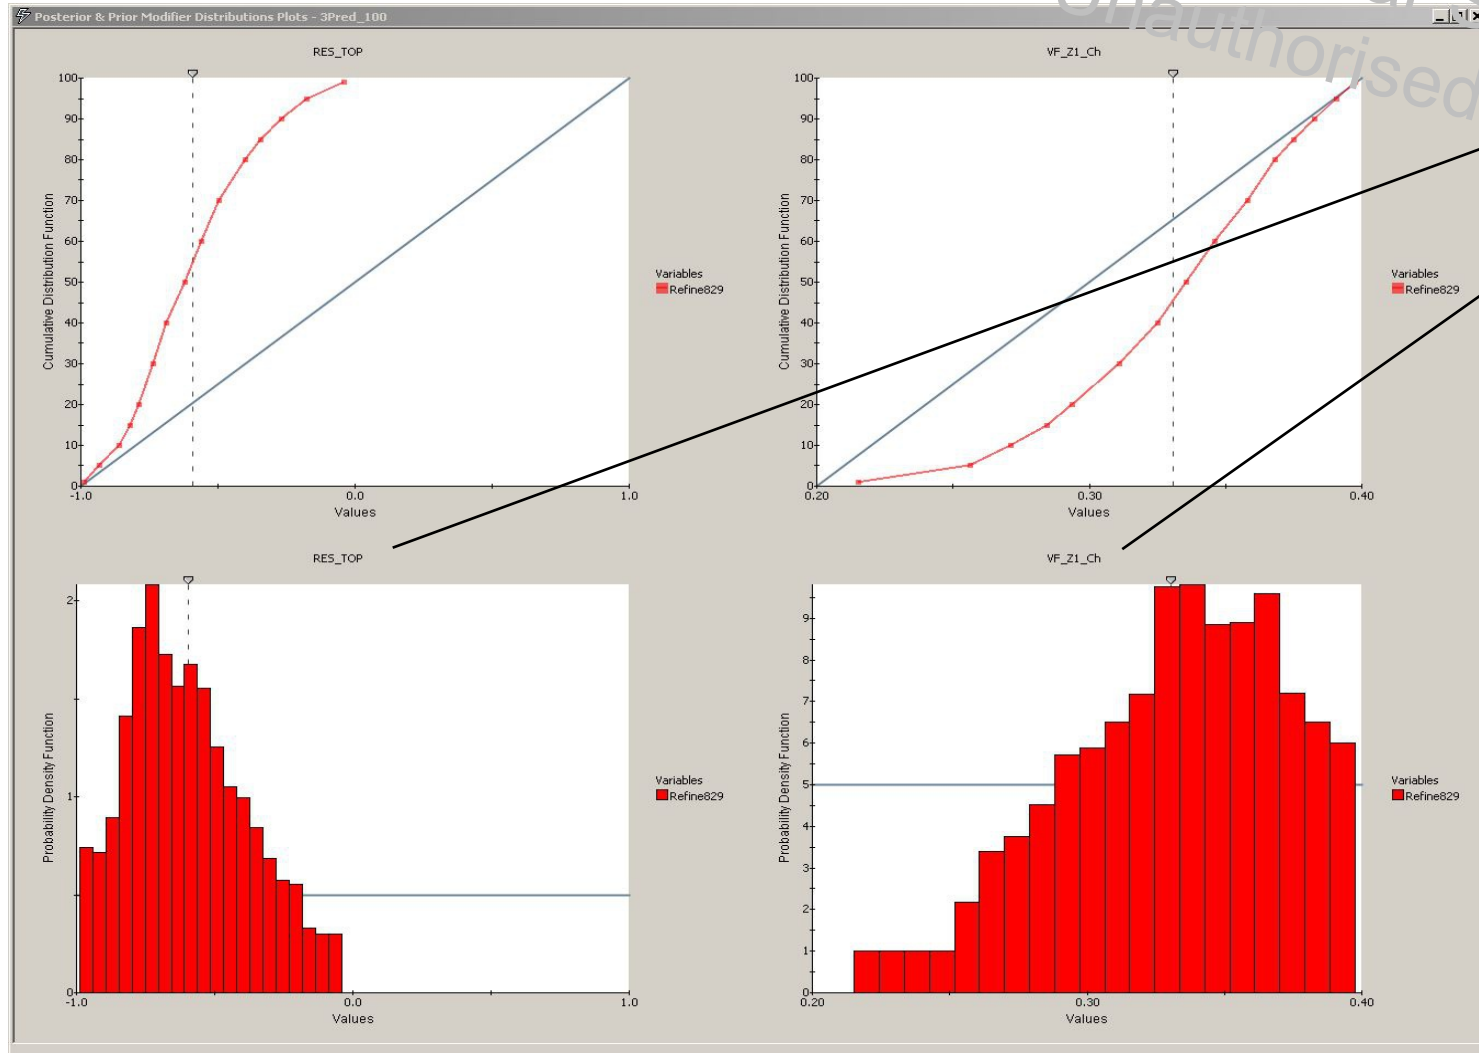 Posterior & Prior Modifier Distributions Plots - 3Pred_100
Unauthorised
RES_TOP
100
90
80
70
60
50
40
30
20
10
0
Cumulative Distribution Function
-1.0
0.0
1.0
Values
Variables
Refine829
VF_Z1_Ch
100
90
80
70
60
50
40
30
20
10
0
Cumulative Distribution Function
0.20
0.30
0.40
Values
Variables
Refine829
RES_TOP
2
1
0
Probability Density Function
-1.0
0.0
1.0
Values
Variables
Refine829
VF_Z1_Ch
9
8
7
6
5
4
3
2
1
0
Probability Density Function
0.20
0.30
0.40
Values
Variables
Refine829